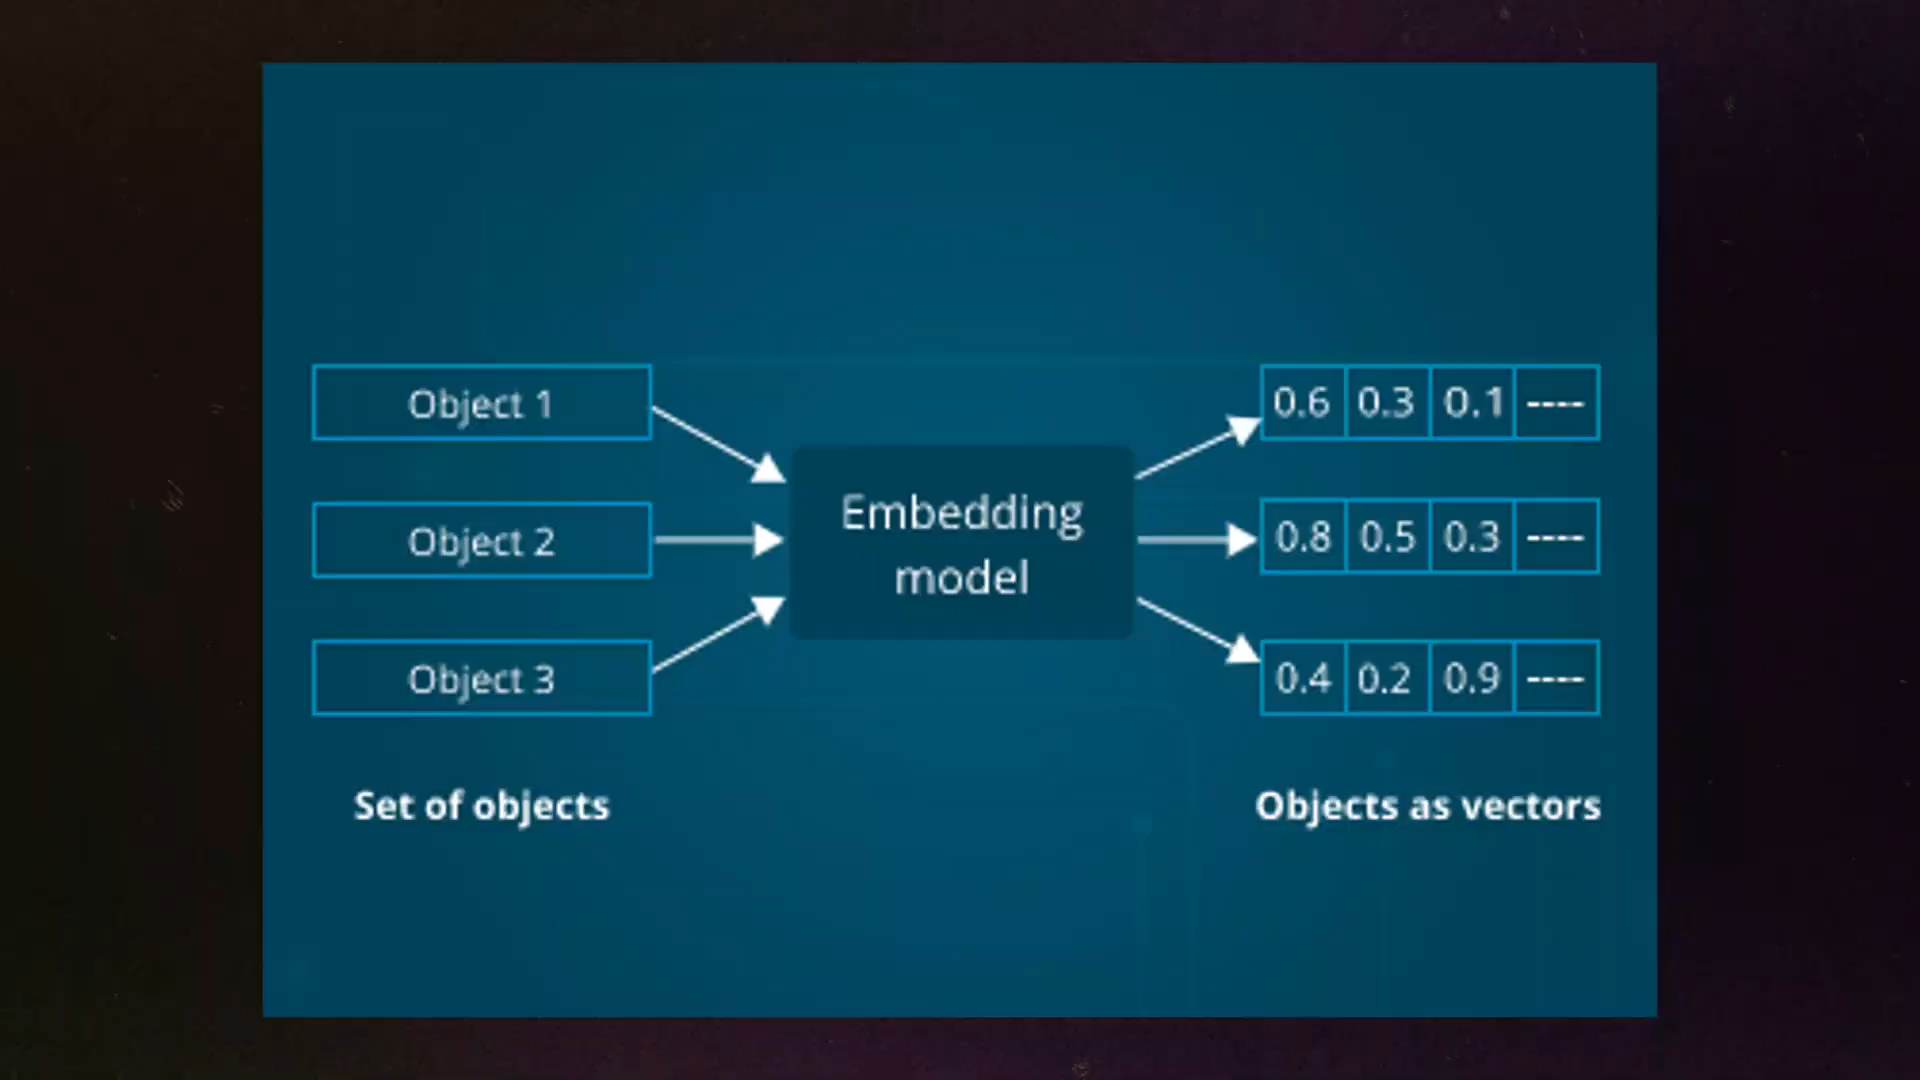 Object 1
0.6 0.3 0.1 ----
Object 2
Embedding
model
0.8 0.5 0.3 ----
Object 3
0.4 0.2 0.9 ----
Set of objects
Objects as vectors